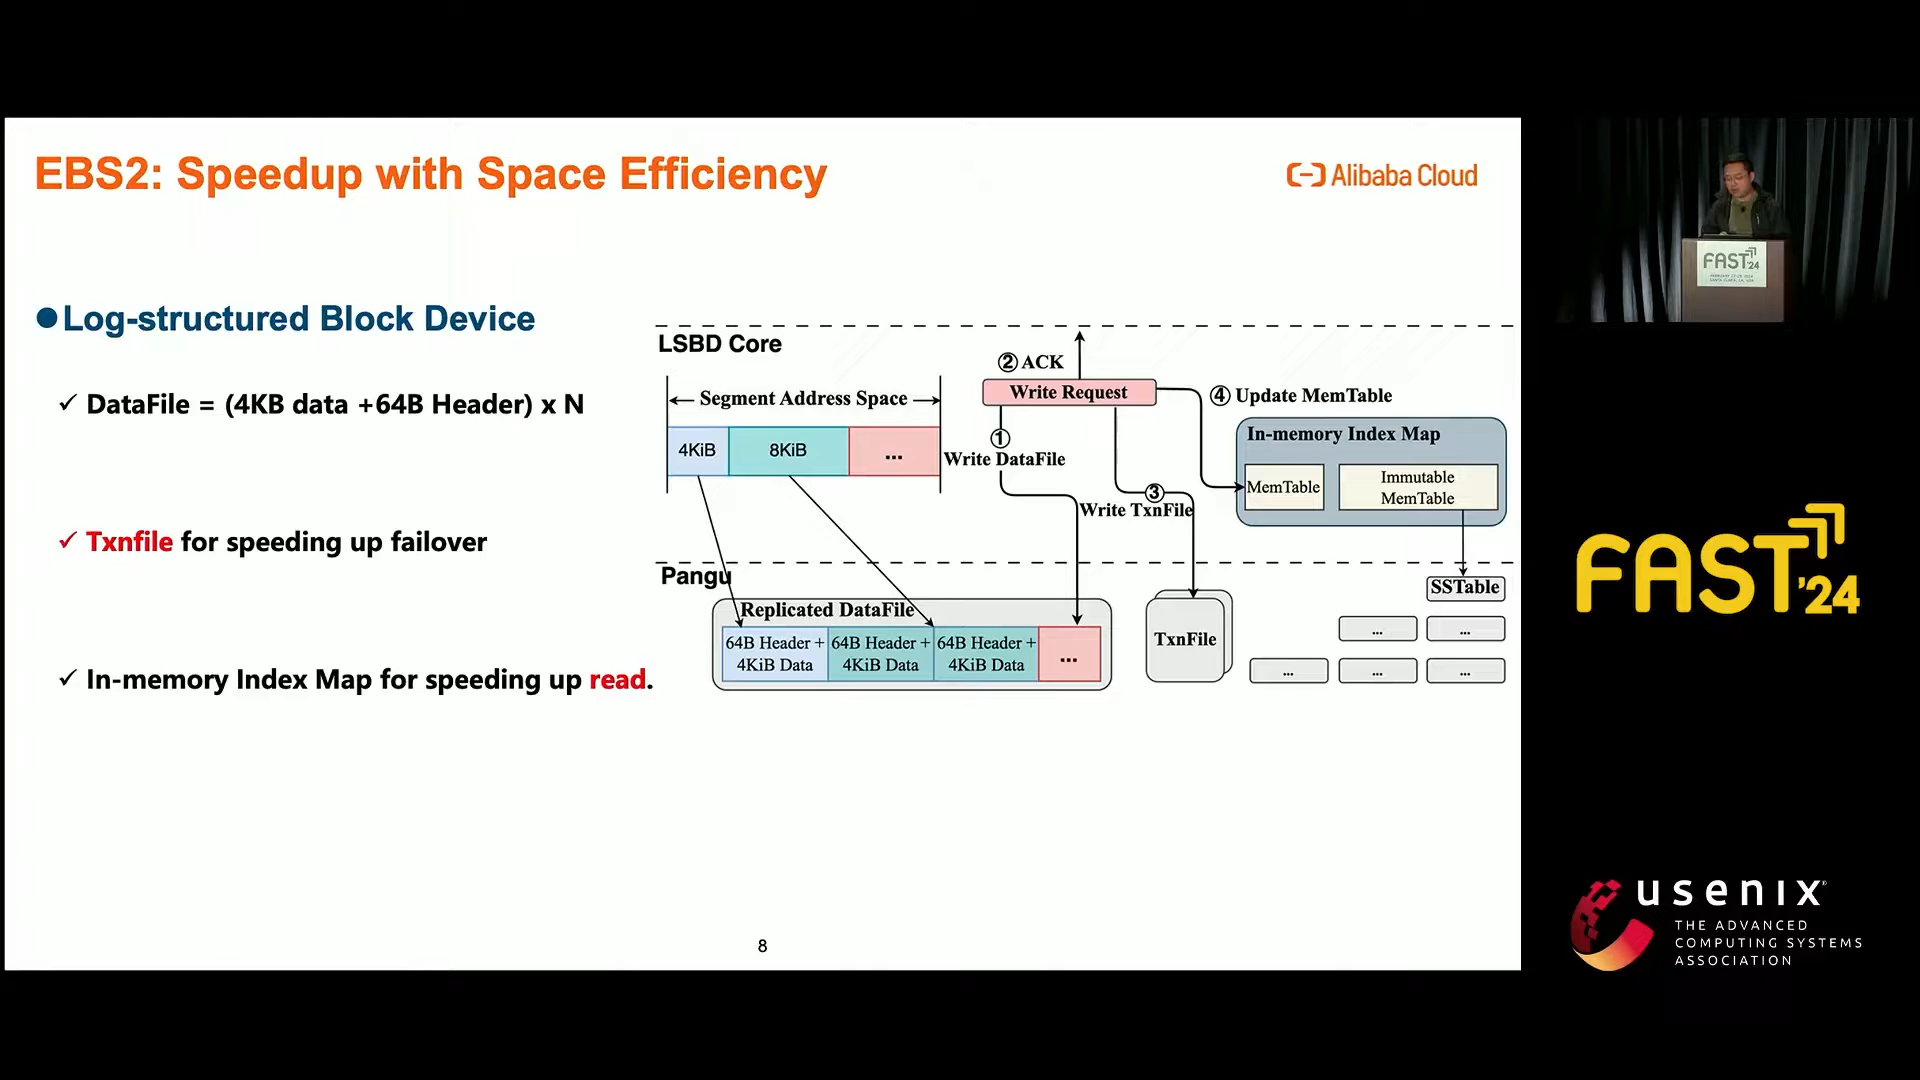 EBS2: Speedup with Space Efficiency
Alibaba Cloud
Log-structured Block Device
✓ DataFile = (4KB data +64B Header) x N
✓ Txnfile for speeding up failover
✓ In-memory Index Map for speeding up read.
LSBD Core
Segment Address Space
4KiB
8KiB
...
② ACK
Write Request
①
Write DataFile
③
Write TxnFile
④ Update MemTable
In-memory Index Map
MemTable
Immutable
MemTable
Pangu
Replicated DataFile
64B Header +
4KiB Data
64B Header +
4KiB Data
64B Header +
4KiB Data
...
TxnFile
SSTable
...
...
...
...
...
8
FAST '24
FAST '24
usenix
THE ADVANCED
COMPUTING SYSTEMS
ASSOCIATION